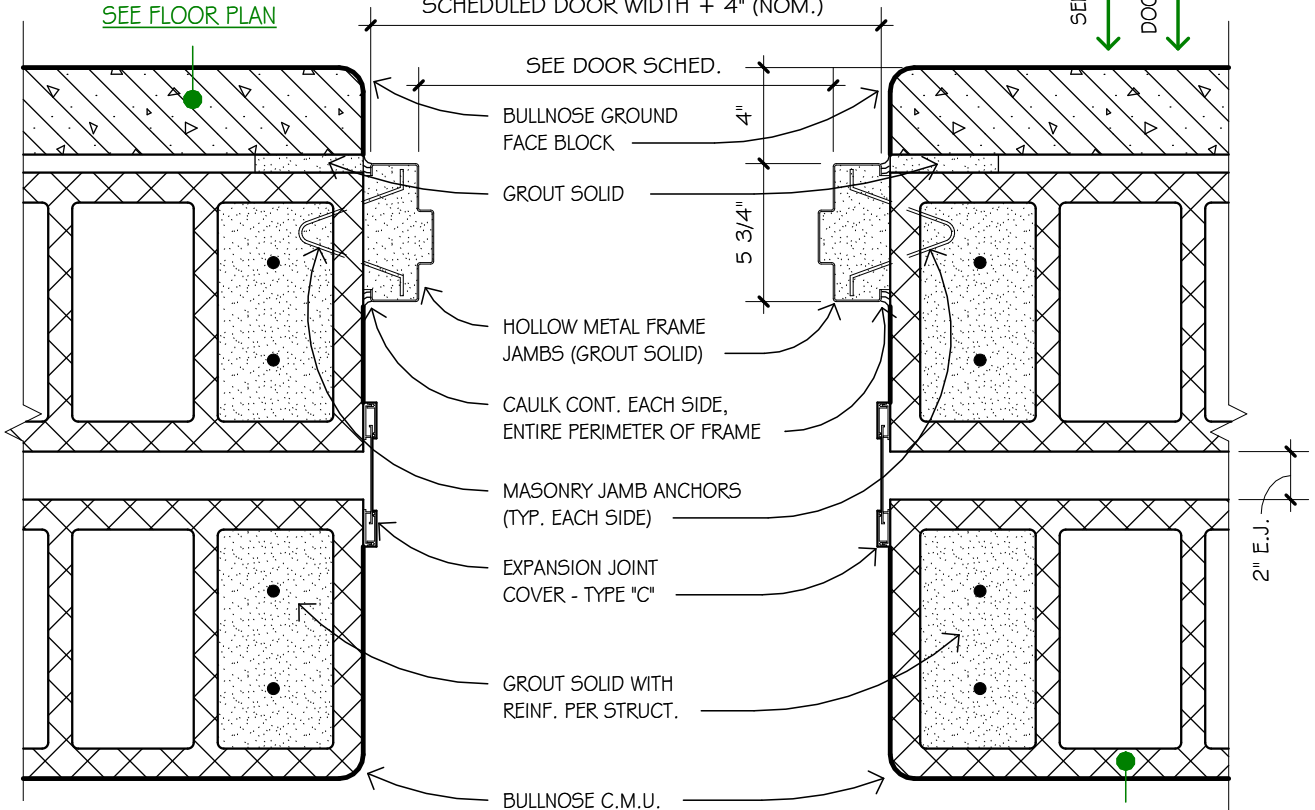 SCHEDULED DOOR WIDTH + 4" (NOM.)
SEE FLOOR PLAN
SEE DOOR SCHED.
BULLNOSE GROUND
FACE BLOCK
4"
GROUT SOLID
5 3/4"
HOLLOW METAL FRAME
JAMBS (GROUT SOLID)
CAULK CONT. EACH SIDE,
ENTIRE PERIMETER OF FRAME
MASONRY JAMB ANCHORS
(TYP. EACH SIDE)
EXPANSION JOINT
COVER - TYPE "C"
2" E.J.
GROUT SOLID WITH
REINF. PER STRUCT.
BULLNOSE C.M.U.